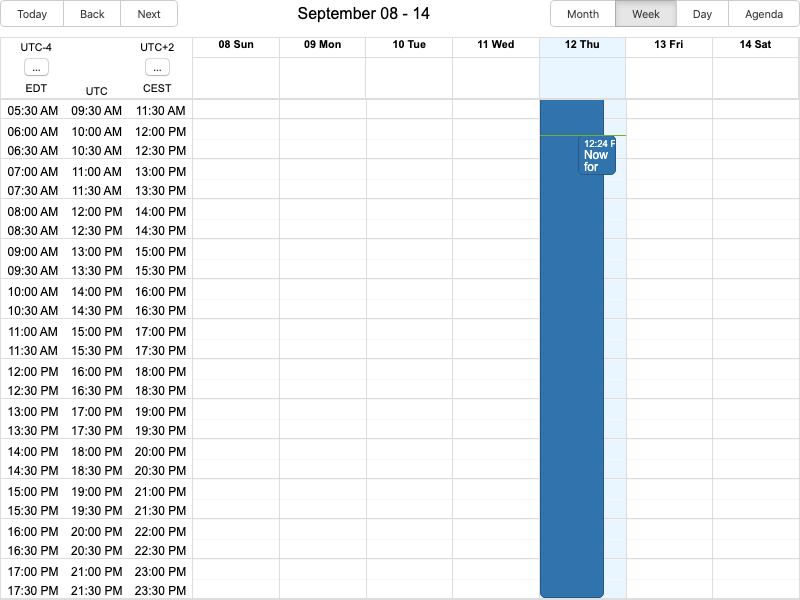 Today Back Next September 08 - 14 Month Week Day Agenda
UTC-4 UTC+2 08 Sun 09 Mon 10 Tue 11 Wed 12 Thu 13 Fri 14 Sat
... ...
EDT UTC CEST
05:30 AM 09:30 AM 11:30 AM
06:00 AM 10:00 AM 12:00 PM
06:30 AM 10:30 AM 12:30 PM
12:24 P
Now
for
07:00 AM 11:00 AM 13:00 PM
07:30 AM 11:30 AM 13:30 PM
08:00 AM 12:00 PM 14:00 PM
08:30 AM 12:30 PM 14:30 PM
09:00 AM 13:00 PM 15:00 PM
09:30 AM 13:30 PM 15:30 PM
10:00 AM 14:00 PM 16:00 PM
10:30 AM 14:30 PM 16:30 PM
11:00 AM 15:00 PM 17:00 PM
11:30 AM 15:30 PM 17:30 PM
12:00 PM 16:00 PM 18:00 PM
12:30 PM 16:30 PM 18:30 PM
13:00 PM 17:00 PM 19:00 PM
13:30 PM 17:30 PM 19:30 PM
14:00 PM 18:00 PM 20:00 PM
14:30 PM 18:30 PM 20:30 PM
15:00 PM 19:00 PM 21:00 PM
15:30 PM 19:30 PM 21:30 PM
16:00 PM 20:00 PM 22:00 PM
16:30 PM 20:30 PM 22:30 PM
17:00 PM 21:00 PM 23:00 PM
17:30 PM 21:30 PM 23:30 PM